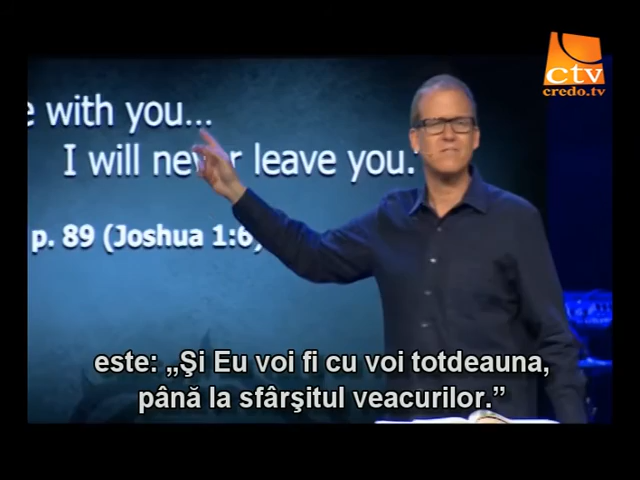 ctv
credo.tv
e with you...
I will never leave you.
p. 89 (Joshua 1:6)
este: „Şi Eu voi fi cu voi totdeauna,
până la sfârşitul veacurilor.”